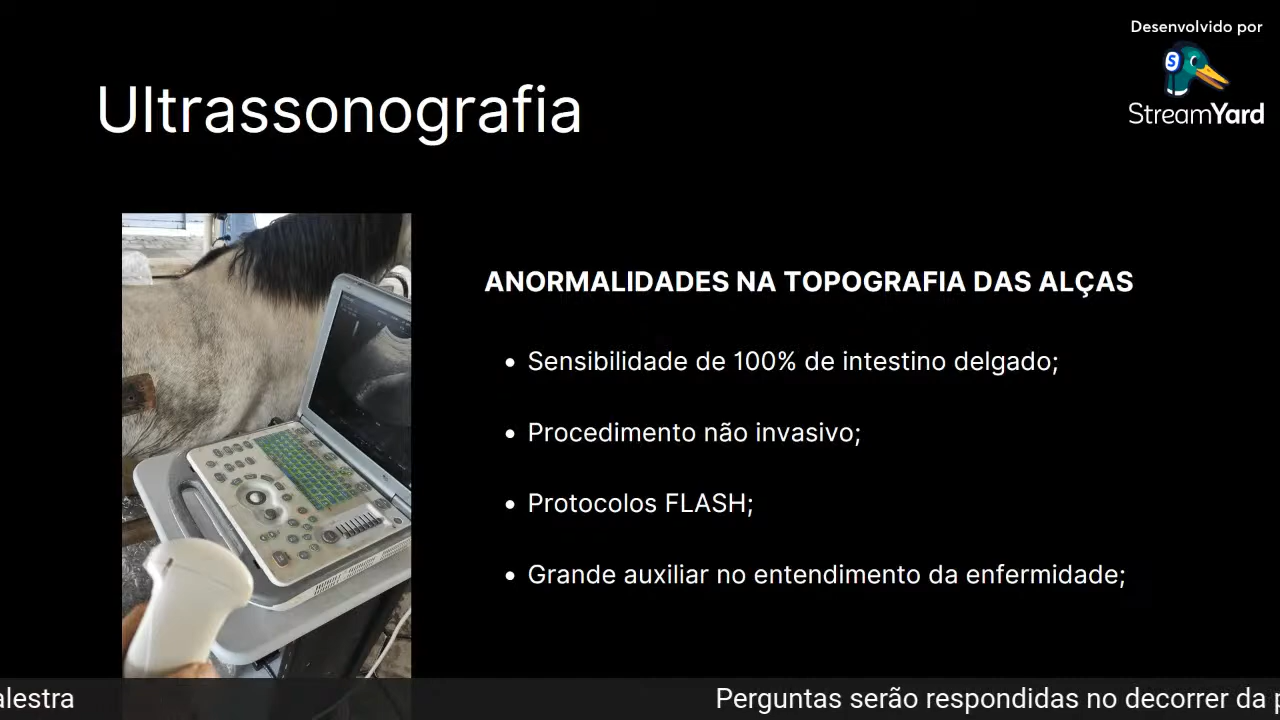 Desenvolvido por
StreamYard
Ultrassonografia
ANORMALIDADES NA TOPOGRAFIA DAS ALÇAS
• Sensibilidade de 100% de intestino delgado;
• Procedimento não invasivo;
• Protocolos FLASH;
• Grande auxiliar no entendimento da enfermidade;
alestra Perguntas serão respondidas no decorrer da p